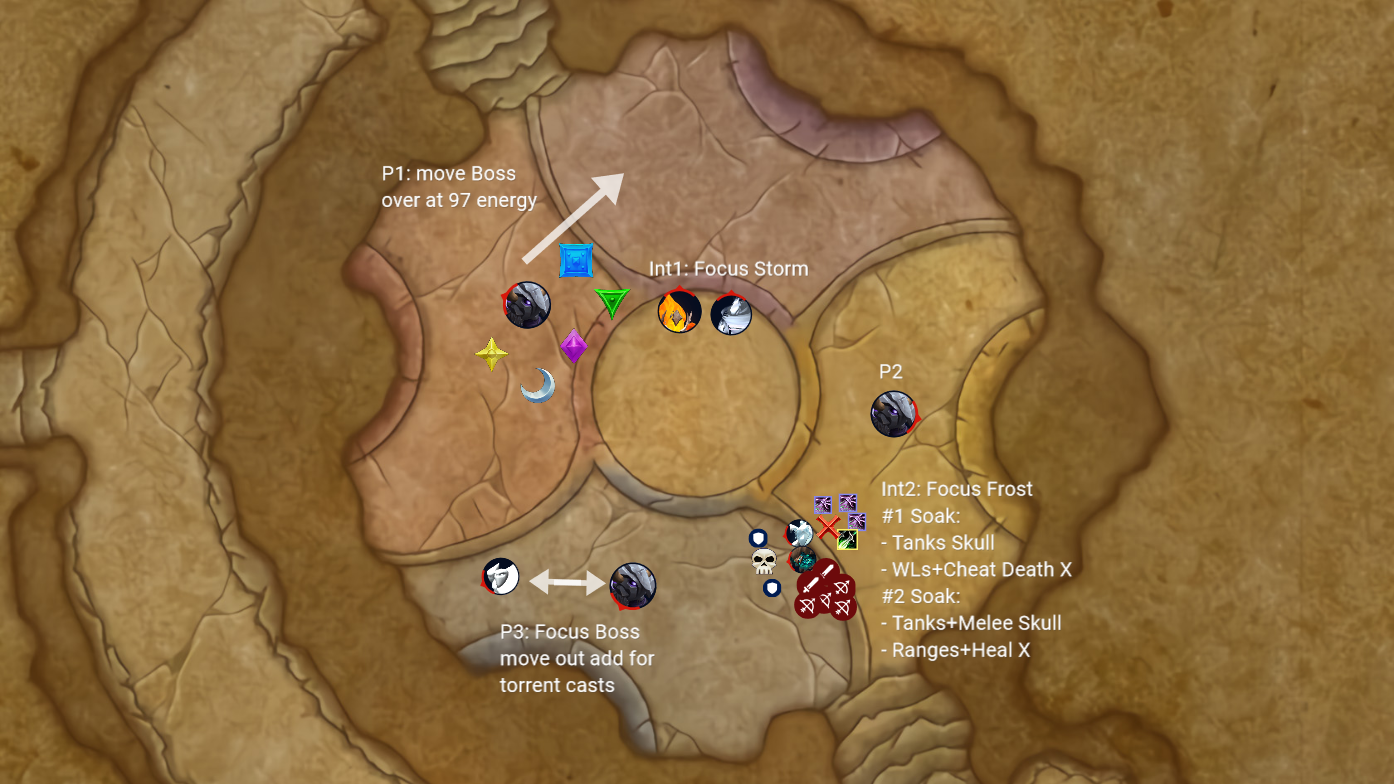 P1: move Boss
over at 97 energy
Int1: Focus Storm
P2
Int2: Focus Frost
#1 Soak:
- Tanks Skull
- WLs+Cheat Death X
#2 Soak:
- Tanks+Melee Skull
- Ranges+Heal X
P3: Focus Boss
move out add for
torrent casts